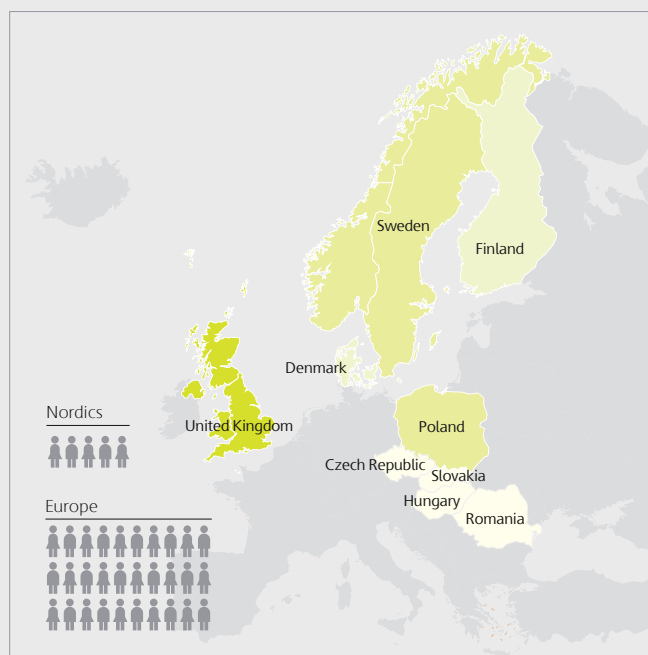 Sweden
Finland
Denmark
Nordics
United Kingdom
Poland
Czech Republic
Slovakia
Hungary
Europe
Romania